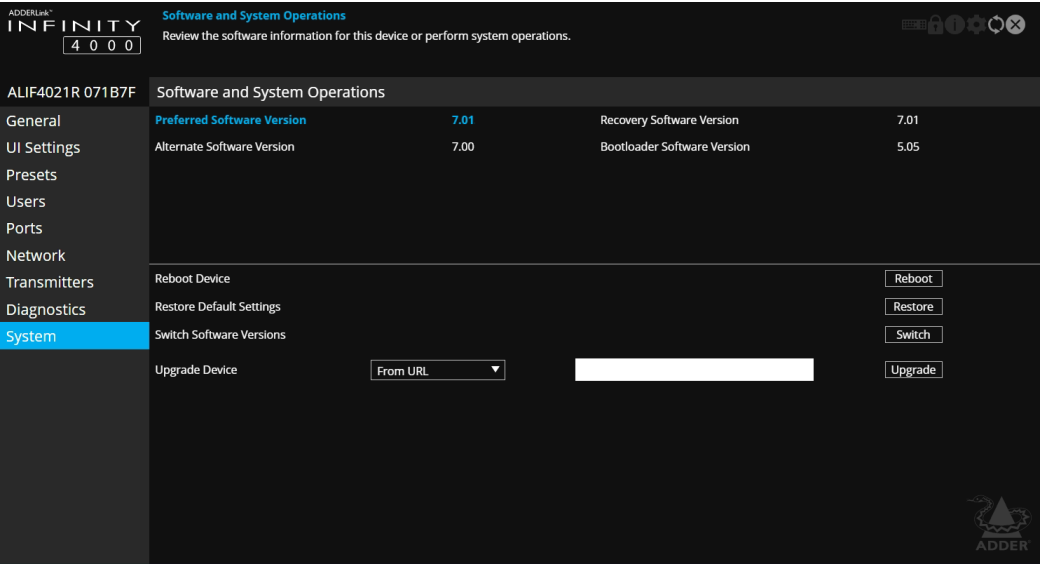 ADDERLink™
INFINITY
4000
Software and System Operations
Review the software information for this device or perform system operations.
ALIF4021R 071B7F
Software and System Operations
General
UI Settings
Presets
Users
Ports
Network
Transmitters
Diagnostics
System
Preferred Software Version 7.01 Recovery Software Version 7.01
Alternate Software Version 7.00 Bootloader Software Version 5.05
Reboot Device Reboot
Restore Default Settings Restore
Switch Software Versions Switch
Upgrade Device From URL Upgrade
ADDER